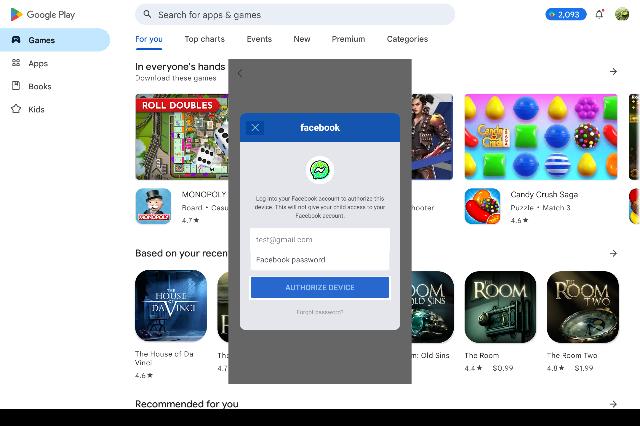 Google Play
Search for apps & games
2,093
Games
Apps
Books
Kids
For you
Top charts
Events
New
Premium
Categories
In everyone's hands
Download these games
ROLL DOUBLES
MONOPOLY
MONOPOLY
Board •
4.7★
hooter
Candy Crush Saga
Candy Crush Saga
Puzzle • Match 3
4.6★
facebook
Log into your Facebook account to authorize this
device. This will not give your child access to your
Facebook account.
test@gmail.com
Facebook password
AUTHORIZE DEVICE
Forgot password?
Based on your recen
THE
HOUSE
OF
DA VINCI
OLD SINS
THE ROOM
THE ROOM
TWO
The House of Da
Vinci
4.6★
4.7
m: Old Sins
The Room
4.4★ $0.99
The Room Two
4.8★ $1.99
Recommended for you